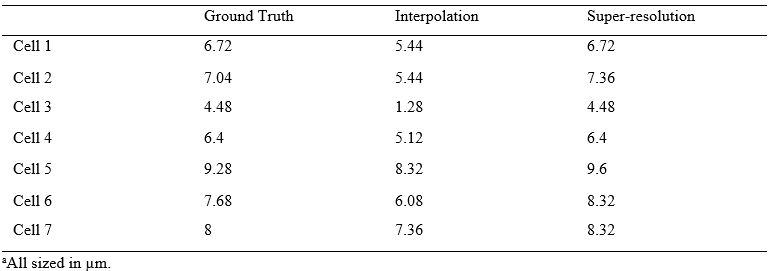 Ground Truth Interpolation Super-resolution
Cell 1 6.72 5.44 6.72
Cell 2 7.04 5.44 7.36
Cell 3 4.48 1.28 4.48
Cell 4 6.4 5.12 6.4
Cell 5 9.28 8.32 9.6
Cell 6 7.68 6.08 8.32
Cell 7 8 7.36 8.32
ᵃAll sized in µm.